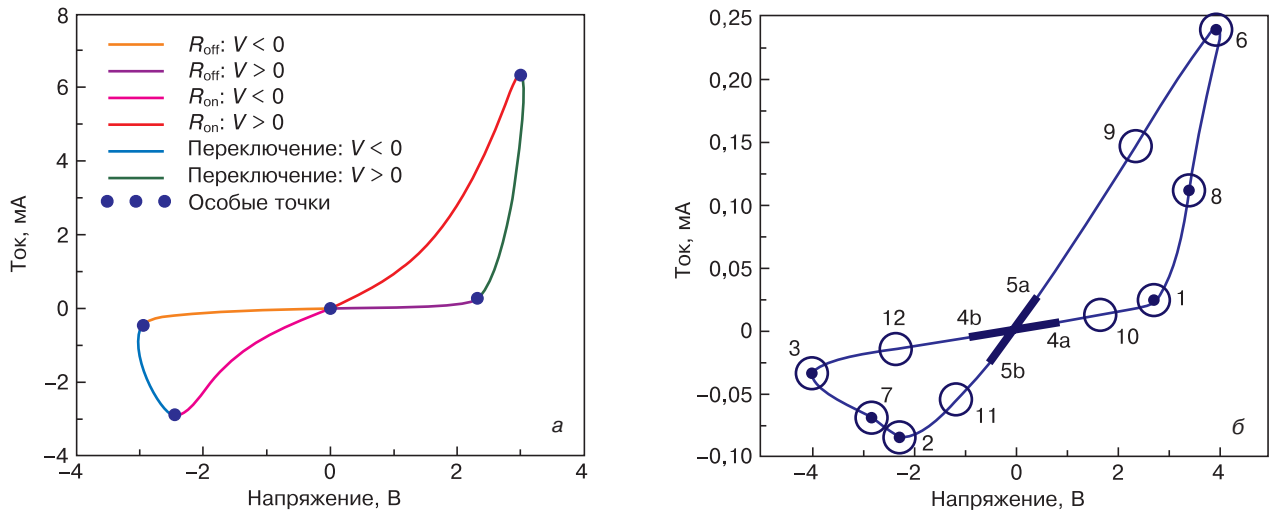 8
6
4
2
0
−2
−4
−4
−2
0
2
4
Ток, мА
Напряжение, В
R_off: V < 0
R_off: V > 0
R_on: V < 0
R_on: V > 0
Переключение: V < 0
Переключение: V > 0
Особые точки
а
0,25
0,20
0,15
0,10
0,05
0
−0,05
−0,10
−4
−2
0
2
4
Ток, мА
Напряжение, В
6
9
8
5a
1
4b
12
4a
10
3
5b
7
11
2
б